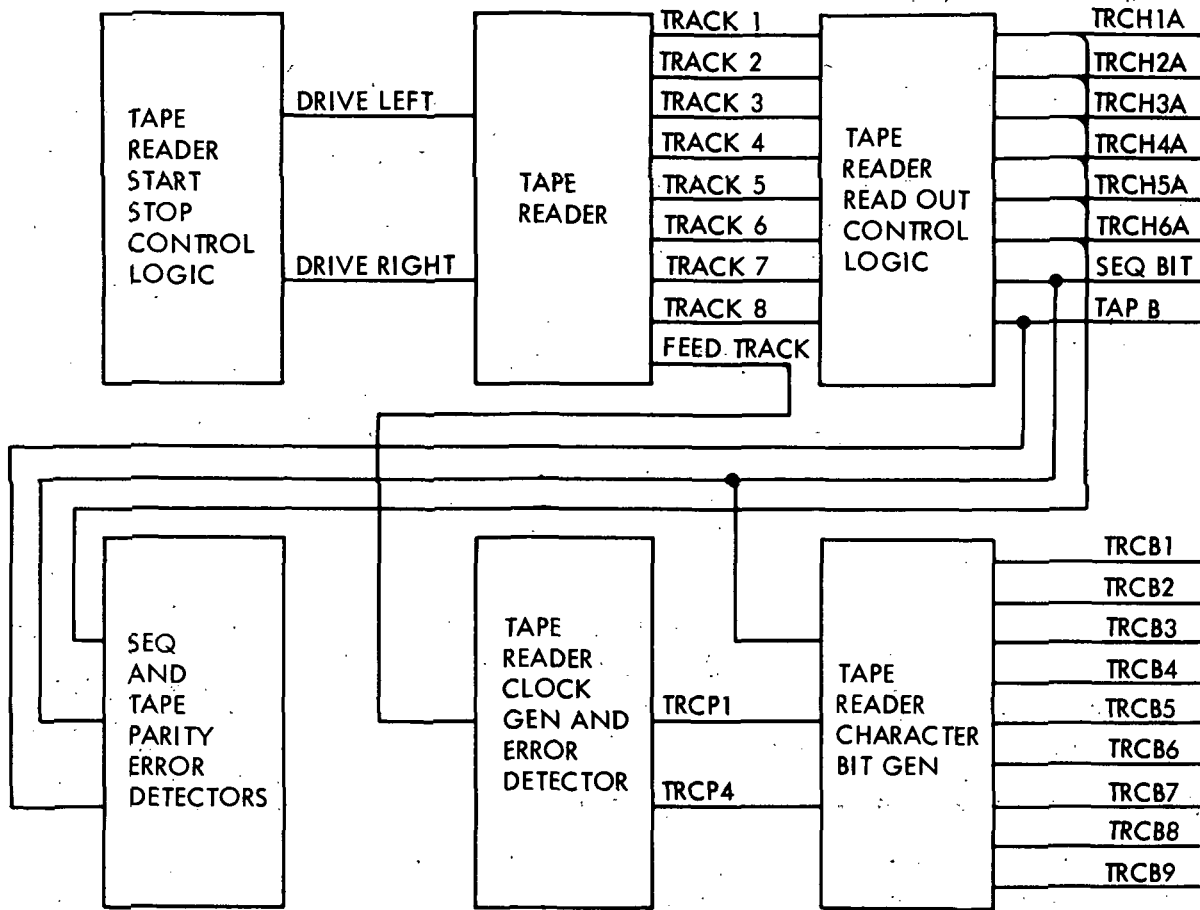 TAPE
READER
START
STOP
CONTROL
LOGIC
DRIVE LEFT
DRIVE RIGHT
TAPE
READER
TRACK 1
TRACK 2
TRACK 3
TRACK 4
TRACK 5
TRACK 6
TRACK 7
TRACK 8
FEED TRACK
TAPE
READER
READ OUT
CONTROL
LOGIC
TRCH1A
TRCH2A
TRCH3A
TRCH4A
TRCH5A
TRCH6A
SEQ BIT
TAP B
SEQ
AND
TAPE
PARITY
ERROR
DETECTORS
TAPE
READER
CLOCK
GEN AND
ERROR
DETECTOR
TRCP1
TRCP4
TAPE
READER
CHARACTER
BIT GEN
TRCB1
TRCB2
TRCB3
TRCB4
TRCB5
TRCB6
TRCB7
TRCB8
TRCB9